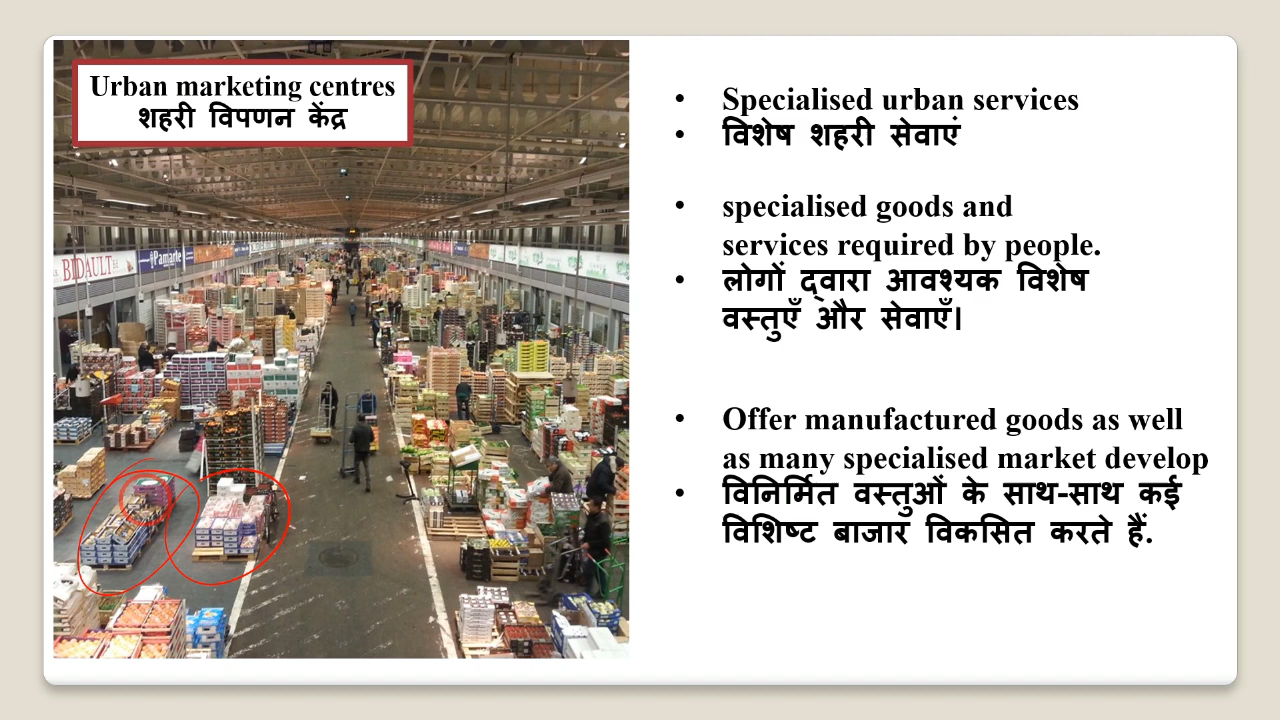 Urban marketing centres
शहरी विपणन केंद्र
BIDAULT
Pamarle
• Specialised urban services
• विशेष शहरी सेवाएं
• specialised goods and
services required by people.
• लोगों द्वारा आवश्यक विशेष
वस्तुएँ और सेवाएँ।
• Offer manufactured goods as well
as many specialised market develop
• विनिर्मित वस्तुओं के साथ-साथ कई
विशिष्ट बाजार विकसित करते हैं.